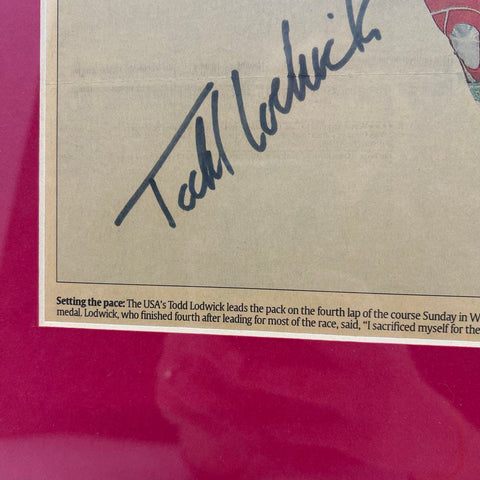 Todd Lodwick
Setting the pace: The USA's Todd Lodwick leads the pack on the fourth lap of the course Sunday in W
medal. Lodwick, who finished fourth after leading for most of the race, said, "I sacrificed myself for the